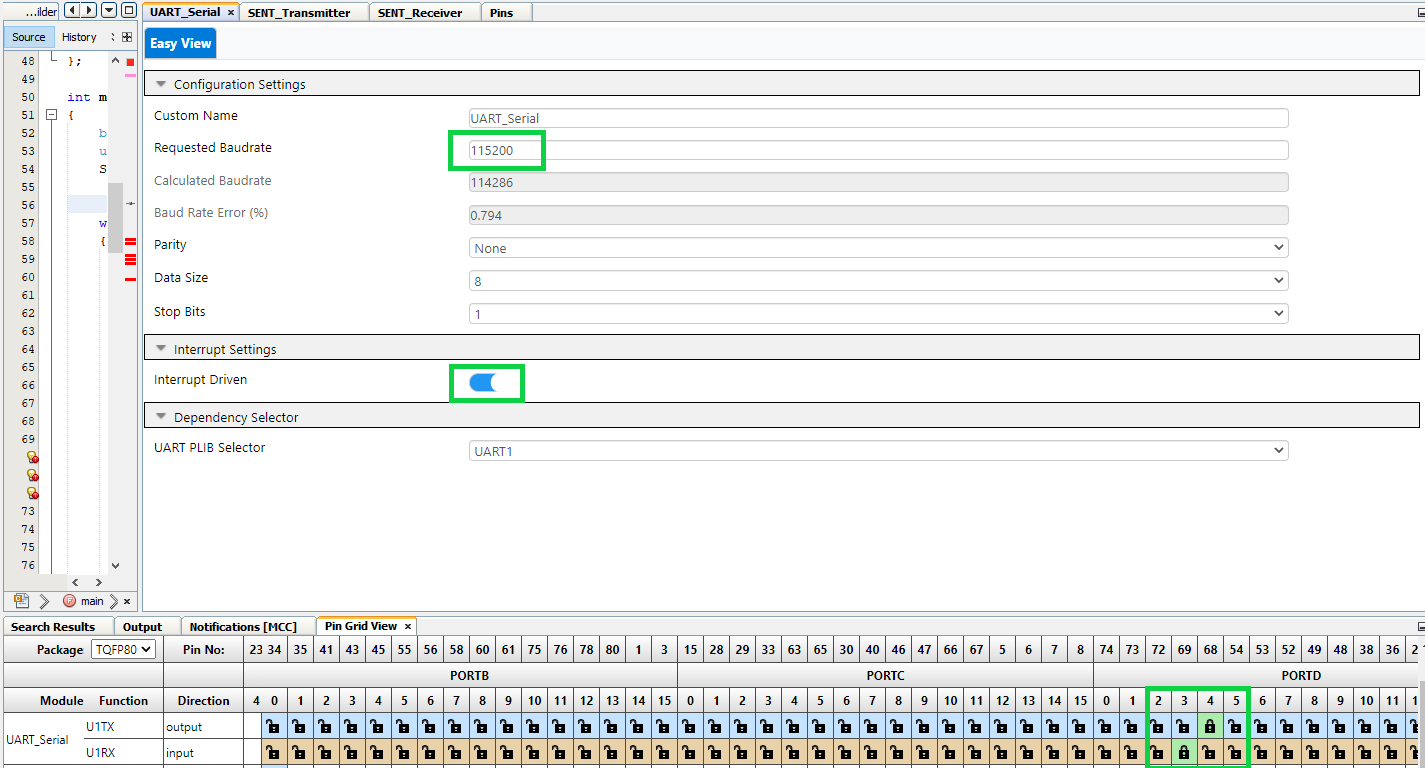 ...ilder
UART_Serial × SENT_Transmitter SENT_Receiver Pins
Source History
Easy View
48 };
49
50 int m
51 {
52 b
53 u
54 S
55
56
57 w
58 {
59
60
61
62
63
64
65
66
67
68
69
73
74
75
76
main ×
Configuration Settings
Custom Name UART_Serial
Requested Baudrate 115200
Calculated Baudrate 114286
Baud Rate Error (%) 0.794
Parity None
Data Size 8
Stop Bits 1
Interrupt Settings
Interrupt Driven
Dependency Selector
UART PLIB Selector UART1
Search Results Output Notifications [MCC] Pin Grid View ×
Package TQFP80 Pin No: 23 34 35 41 43 45 55 56 58 60 61 75 76 78 80 1 3 15 28 29 33 63 65 30 40 46 47 66 67 5 6 7 8 74 73 72 69 68 54 53 52 49 48 38 36
PORTB PORTC PORTD
Module Function Direction 4 0 1 2 3 4 5 6 7 8 9 10 11 12 13 14 15 0 1 2 3 4 5 6 7 8 9 10 11 12 13 14 15 0 1 2 3 4 5 6 7 8 9 10 11
UART_Serial
U1TX output
U1RX input